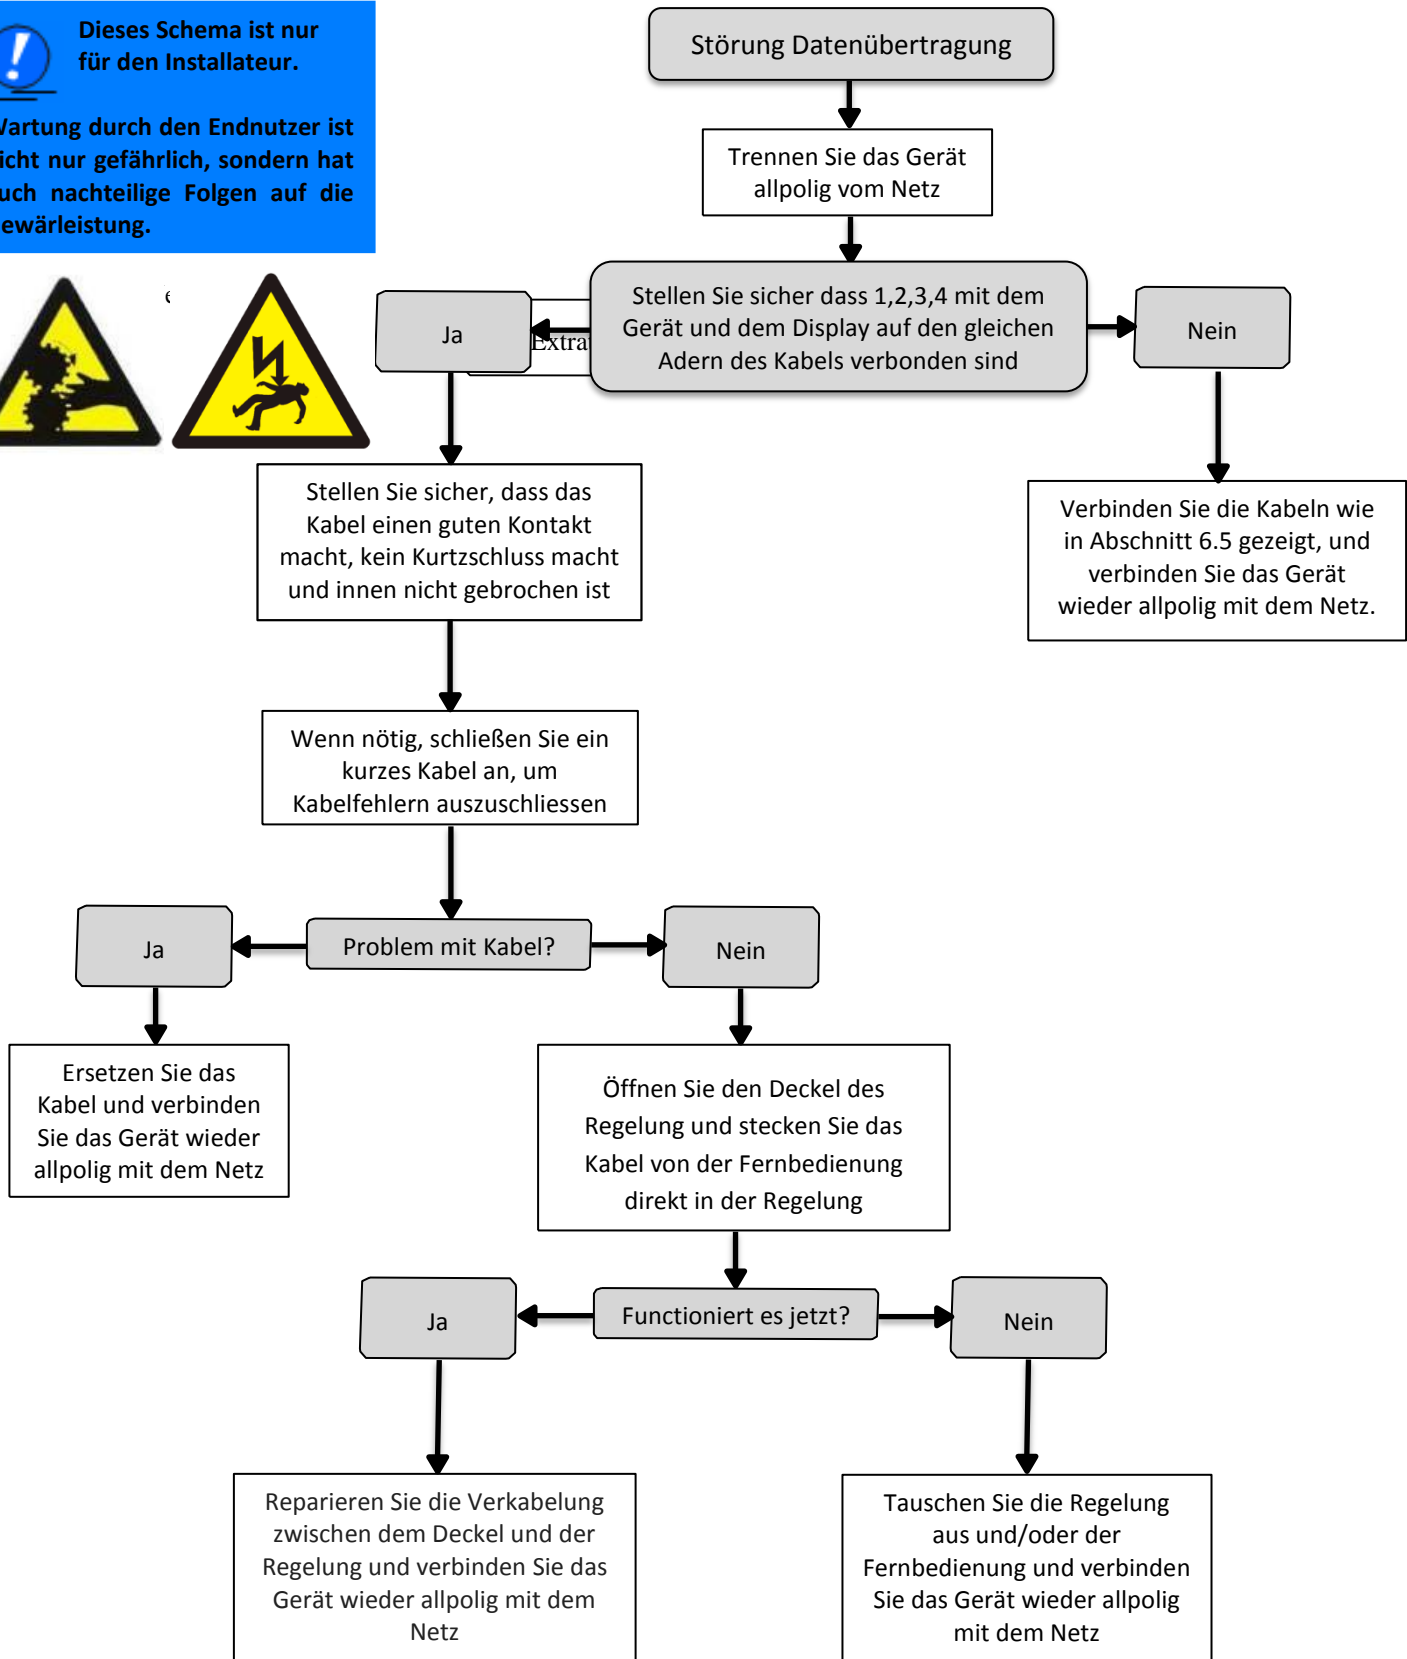 Dieses Schema ist nur
für den Installateur.
Wartung durch den Endnutzer ist
icht nur gefährlich, sondern hat
uch nachteilige Folgen auf die
ewärleistung.
Störung Datenübertragung
Trennen Sie das Gerät
allpolig vom Netz
Stellen Sie sicher dass 1,2,3,4 mit dem
Gerät und dem Display auf den gleichen
Adern des Kabels verbonden sind
Ja
Extra
Nein
Stellen Sie sicher, dass das
Kabel einen guten Kontakt
macht, kein Kurtzschluss macht
und innen nicht gebrochen ist
Verbinden Sie die Kabeln wie
in Abschnitt 6.5 gezeigt, und
verbinden Sie das Gerät
wieder allpolig mit dem Netz.
Wenn nötig, schließen Sie ein
kurzes Kabel an, um
Kabelfehlern auszuschliessen
Ja
Problem mit Kabel?
Nein
Ersetzen Sie das
Kabel und verbinden
Sie das Gerät wieder
allpolig mit dem Netz
Öffnen Sie den Deckel des
Regelung und stecken Sie das
Kabel von der Fernbedienung
direkt in der Regelung
Ja
Functioniert es jetzt?
Nein
Reparieren Sie die Verkabelung
zwischen dem Deckel und der
Regelung und verbinden Sie das
Gerät wieder allpolig mit dem
Netz
Tauschen Sie die Regelung
aus und/oder der
Fernbedienung und verbinden
Sie das Gerät wieder allpolig
mit dem Netz